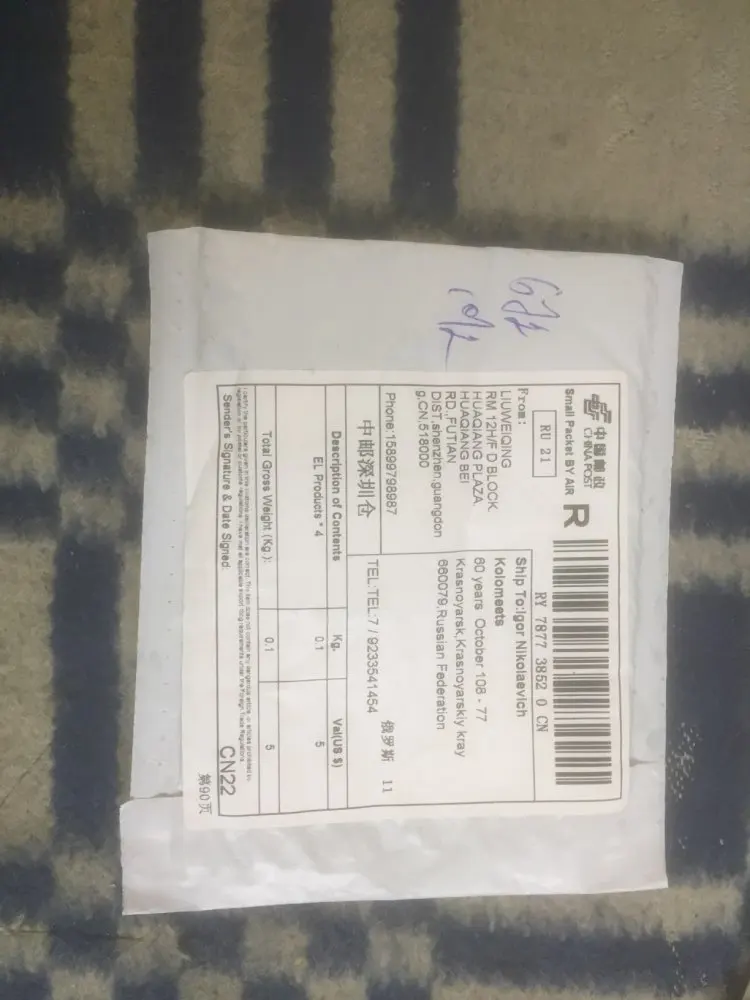 中国邮政
CHINA POST
Small Packet BY AIR
R
RU 21
RY 7877 3852 0 CN
From:
LIUWEIQING
RM 12H/F D BLOCK
HUAQIANG PLAZA
HUAQIANG BEI
RD.,FUTIAN
DIST,shenzhen,guangdon
g,CN,518000
Phone:15899798987
中邮深圳仓
Ship To:Igor Nikolaevich
Kolomeets
60 years October 108 - 77
Krasnoyarsk,Krasnoyarskiy kray
660079,Russian Federation
TEL:TEL:7 / 9233541454
俄罗斯 11
Description of Contents Kg. Val(US $)
EL Products * 4 0.1 5
Total Gross Weight (Kg): 0.1 5
Sender's Signature & Date Signed:
CN22
第90页